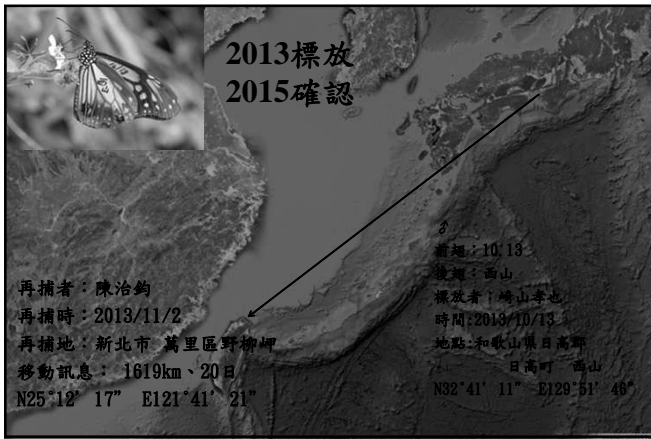 2013標放
2015確認
♂
前翅：10.13
後翅：西山
標放者：崎山孝也
時間:2013/10/13
地點:和歌山県日高郡
日高町 西山
N32°41' 11” E129°51' 46”
再捕者：陳治鈞
再捕時：2013/11/2
再捕地：新北市 萬里區野柳岬
移動訊息： 1619km、20日
N25°12' 17” E121°41' 21”